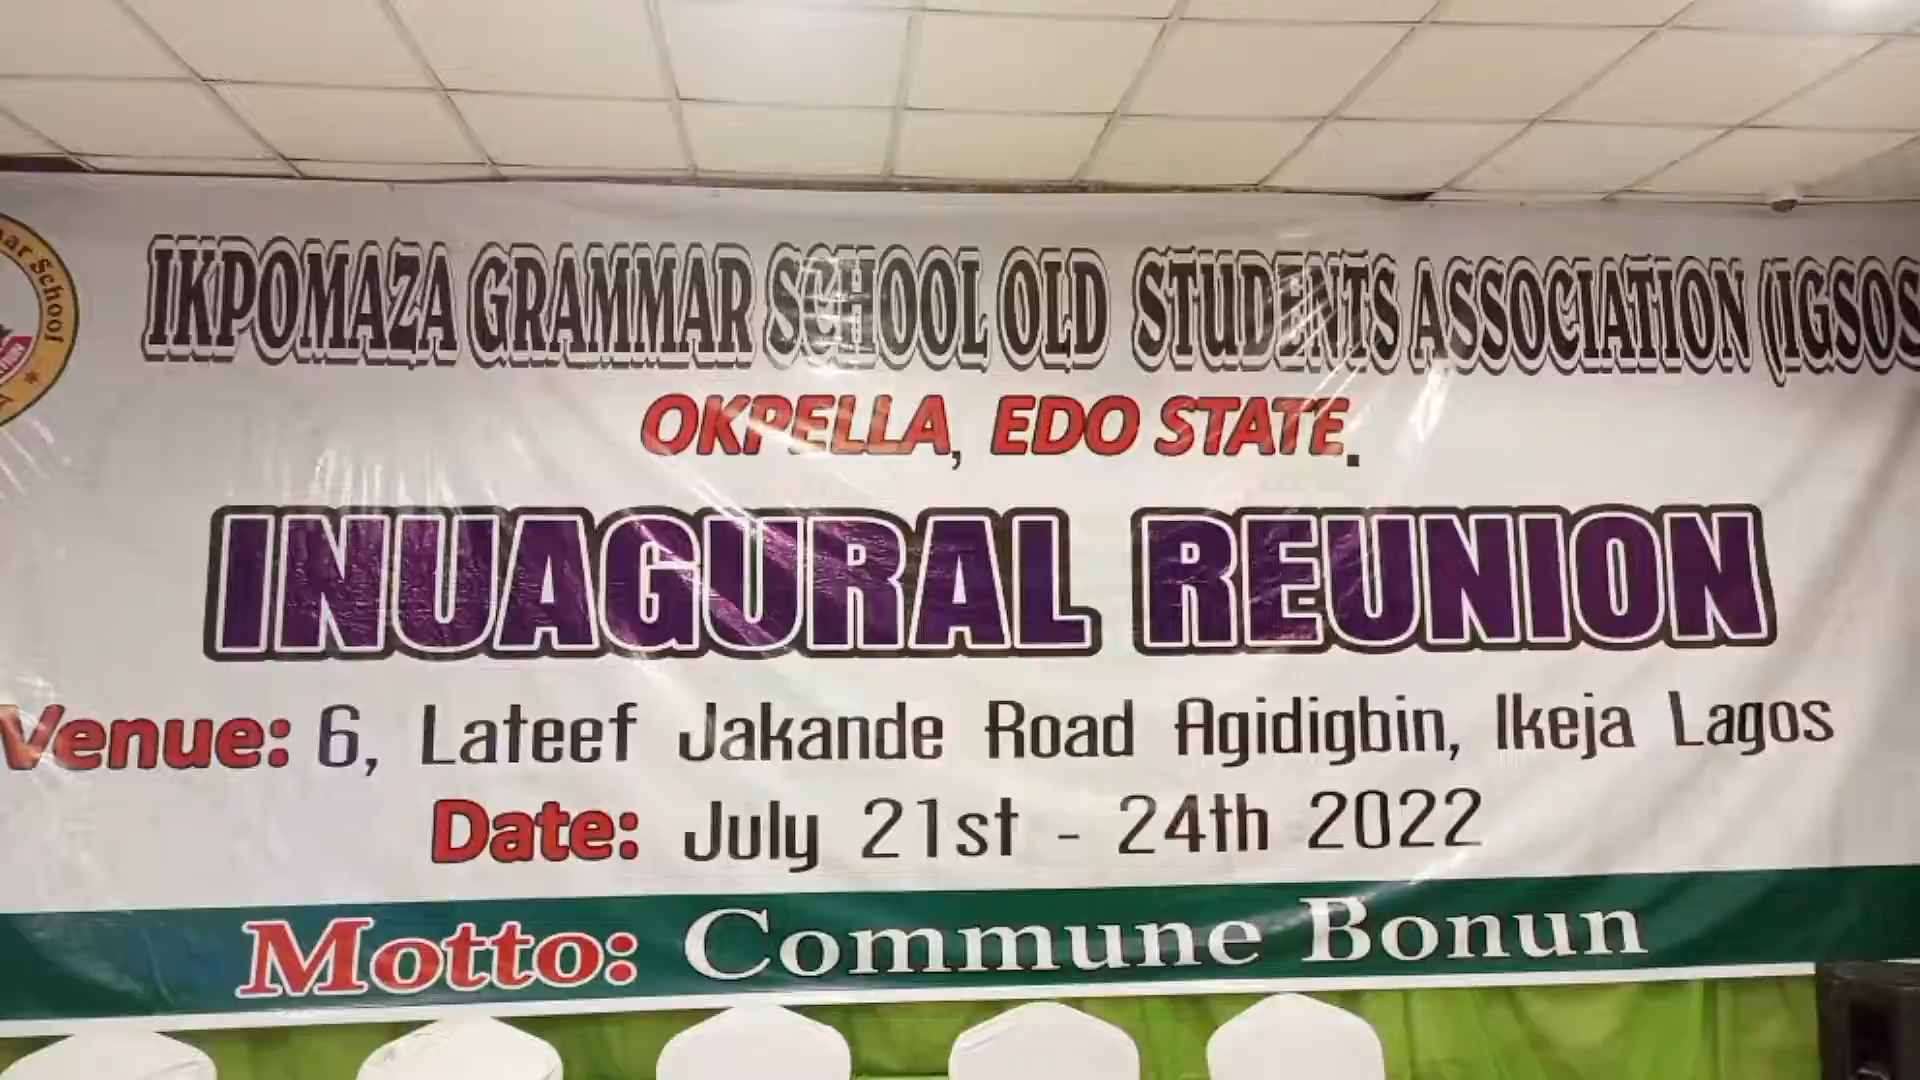 IKPOMAZA GRAMMAR SCHOOL OLD STUDENTS ASSOCIATION (IGSOS
OKPELLA, EDO STATE.
INUAGURAL REUNION
Venue: 6, Lateef Jakande Road Agidigbin, Ikeja Lagos
Date: July 21st - 24th 2022
Motto: Commune Bonun
School